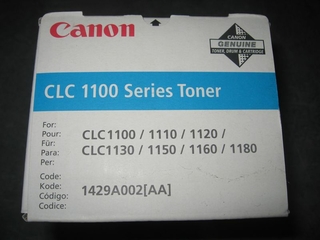 Canon
CANON
GENUINE
TONER, DRUM & CARTRIDGE
CLC 1100 Series Toner
For:
Pour:
Für:
Para:
Per:
CLC1100 / 1110 / 1120 /
CLC1130 / 1150 / 1160 / 1180
Code:
Kode:
Código:
Codice:
1429A002[AA]